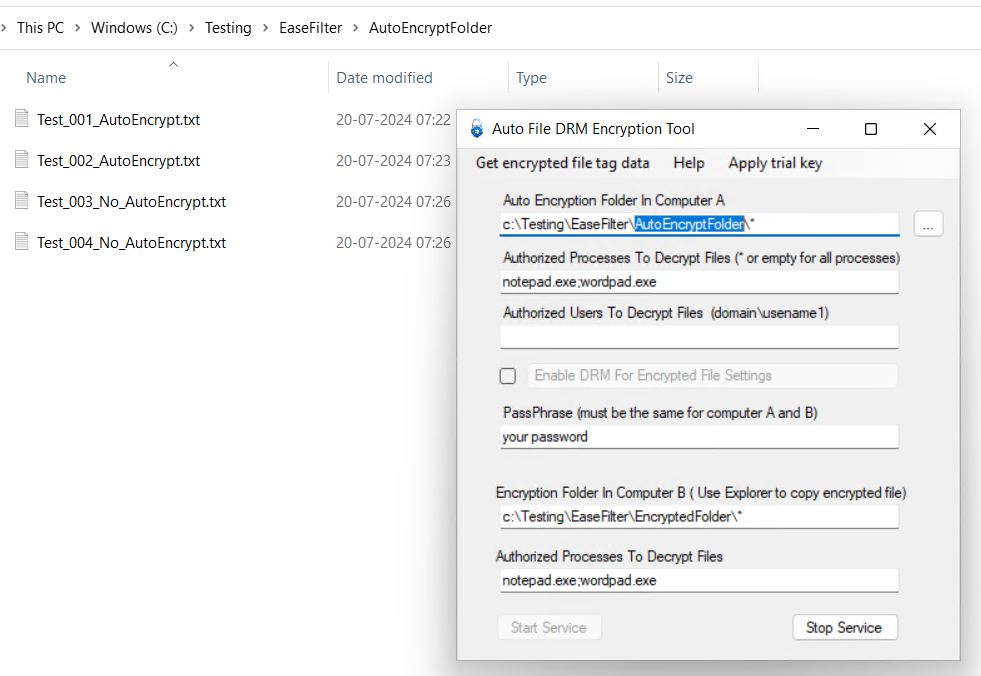 This PC > Windows (C:) > Testing > EaseFilter > AutoEncryptFolder
Name Date modified Type Size
Test_001_AutoEncrypt.txt 20-07-2024 07:22
Test_002_AutoEncrypt.txt 20-07-2024 07:23
Test_003_No_AutoEncrypt.txt 20-07-2024 07:26
Test_004_No_AutoEncrypt.txt 20-07-2024 07:26
Auto File DRM Encryption Tool
Get encrypted file tag data Help Apply trial key
Auto Encryption Folder In Computer A
c:\Testing\EaseFilter\AutoEncryptFolder\* ...
Authorized Processes To Decrypt Files (* or empty for all processes)
notepad.exe;wordpad.exe
Authorized Users To Decrypt Files (domain\usename1)
Enable DRM For Encrypted File Settings
PassPhrase (must be the same for computer A and B)
your password
Encryption Folder In Computer B ( Use Explorer to copy encrypted file)
c:\Testing\EaseFilter\EncryptedFolder\*
Authorized Processes To Decrypt Files
notepad.exe;wordpad.exe
Start Service Stop Service